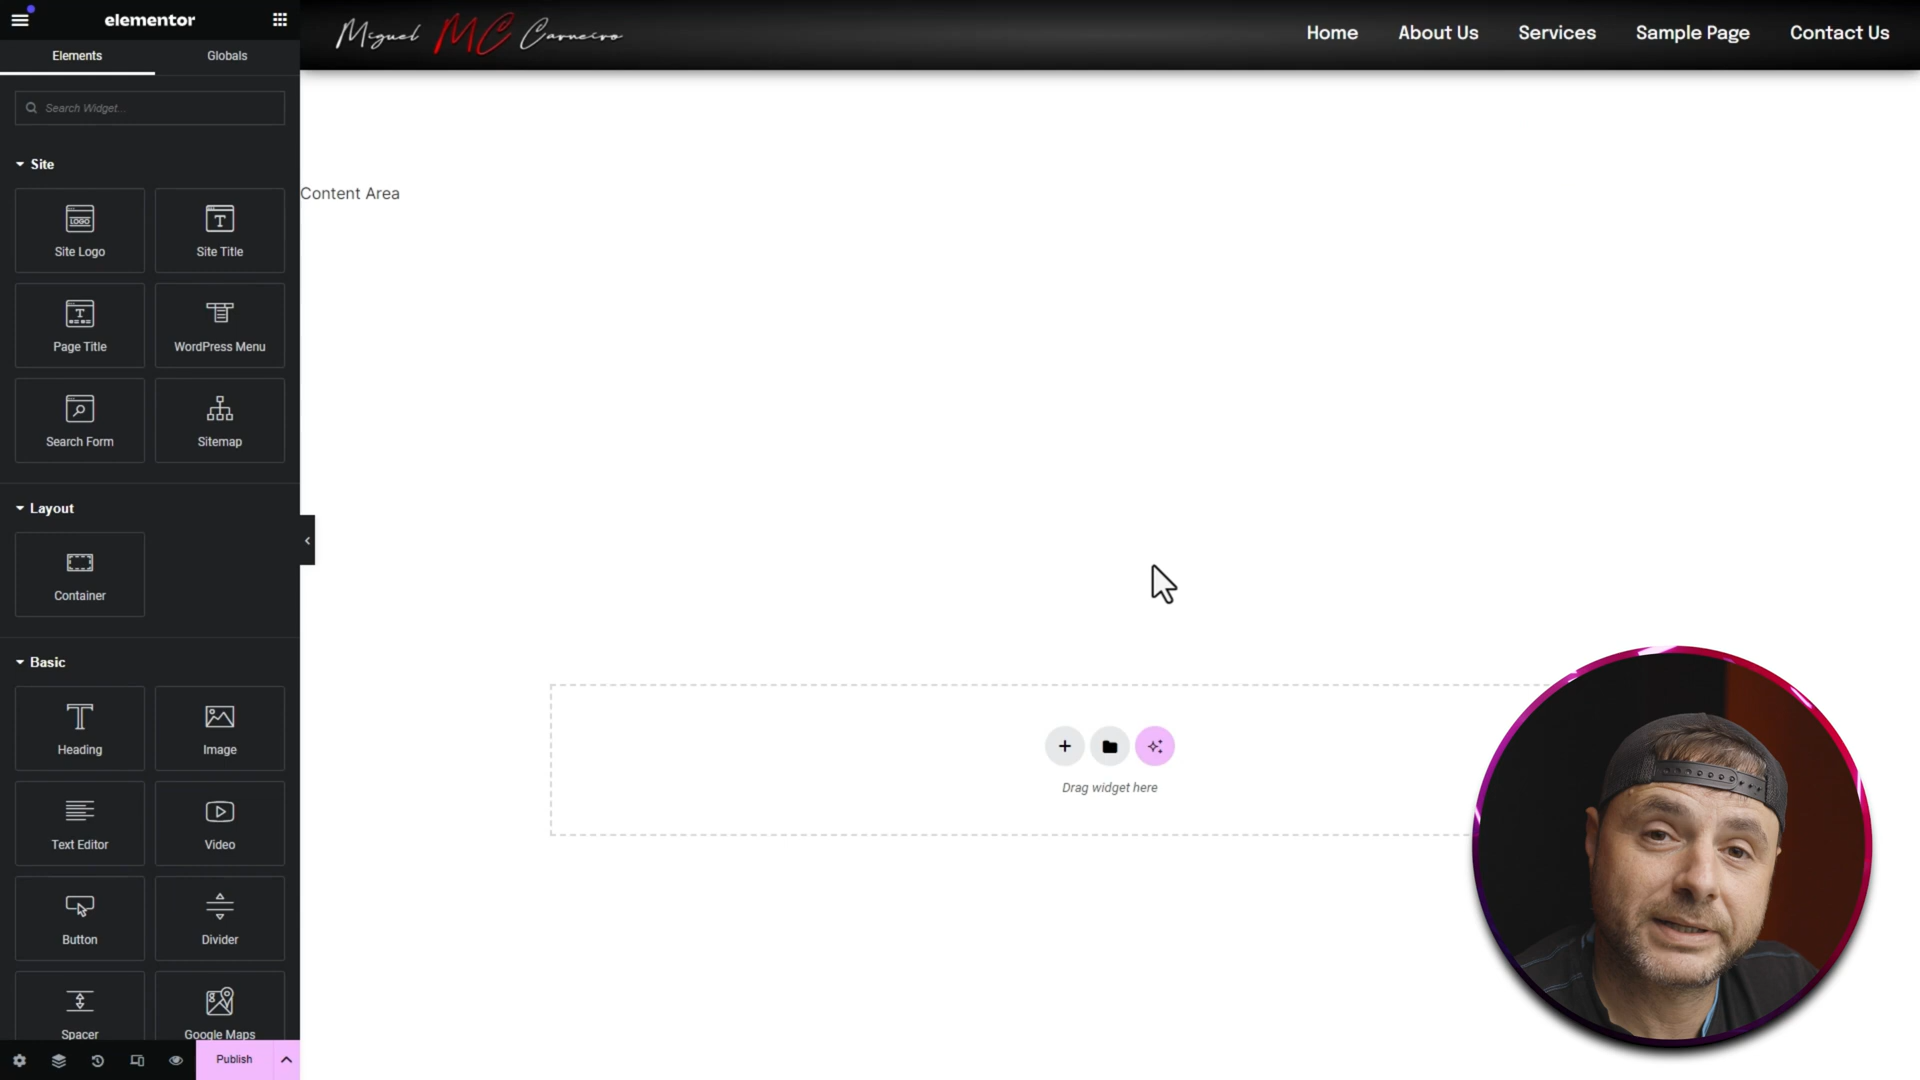 elementor
Miguel MC Carneiro
Home
About Us
Services
Sample Page
Contact Us
Elements
Globals
Search Widget...
Content Area
Site
LOGO
Site Logo
Site Title
Page Title
WordPress Menu
Search Form
Sitemap
Layout
Container
Basic
Heading
Image
Drag widget here
Text Editor
Video
Button
Divider
Spacer
Google Maps
Publish